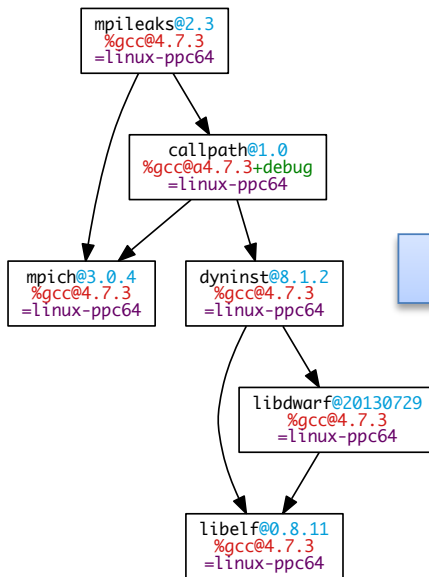 mpileaks@2.3
%gcc@4.7.3
=linux-ppc64
callpath@1.0
%gcc@a4.7.3+debug
=linux-ppc64
mpich@3.0.4
%gcc@4.7.3
=linux-ppc64
dyninst@8.1.2
%gcc@4.7.3
=linux-ppc64
libdwarf@20130729
%gcc@4.7.3
=linux-ppc64
libelf@0.8.11
%gcc@4.7.3
=linux-ppc64